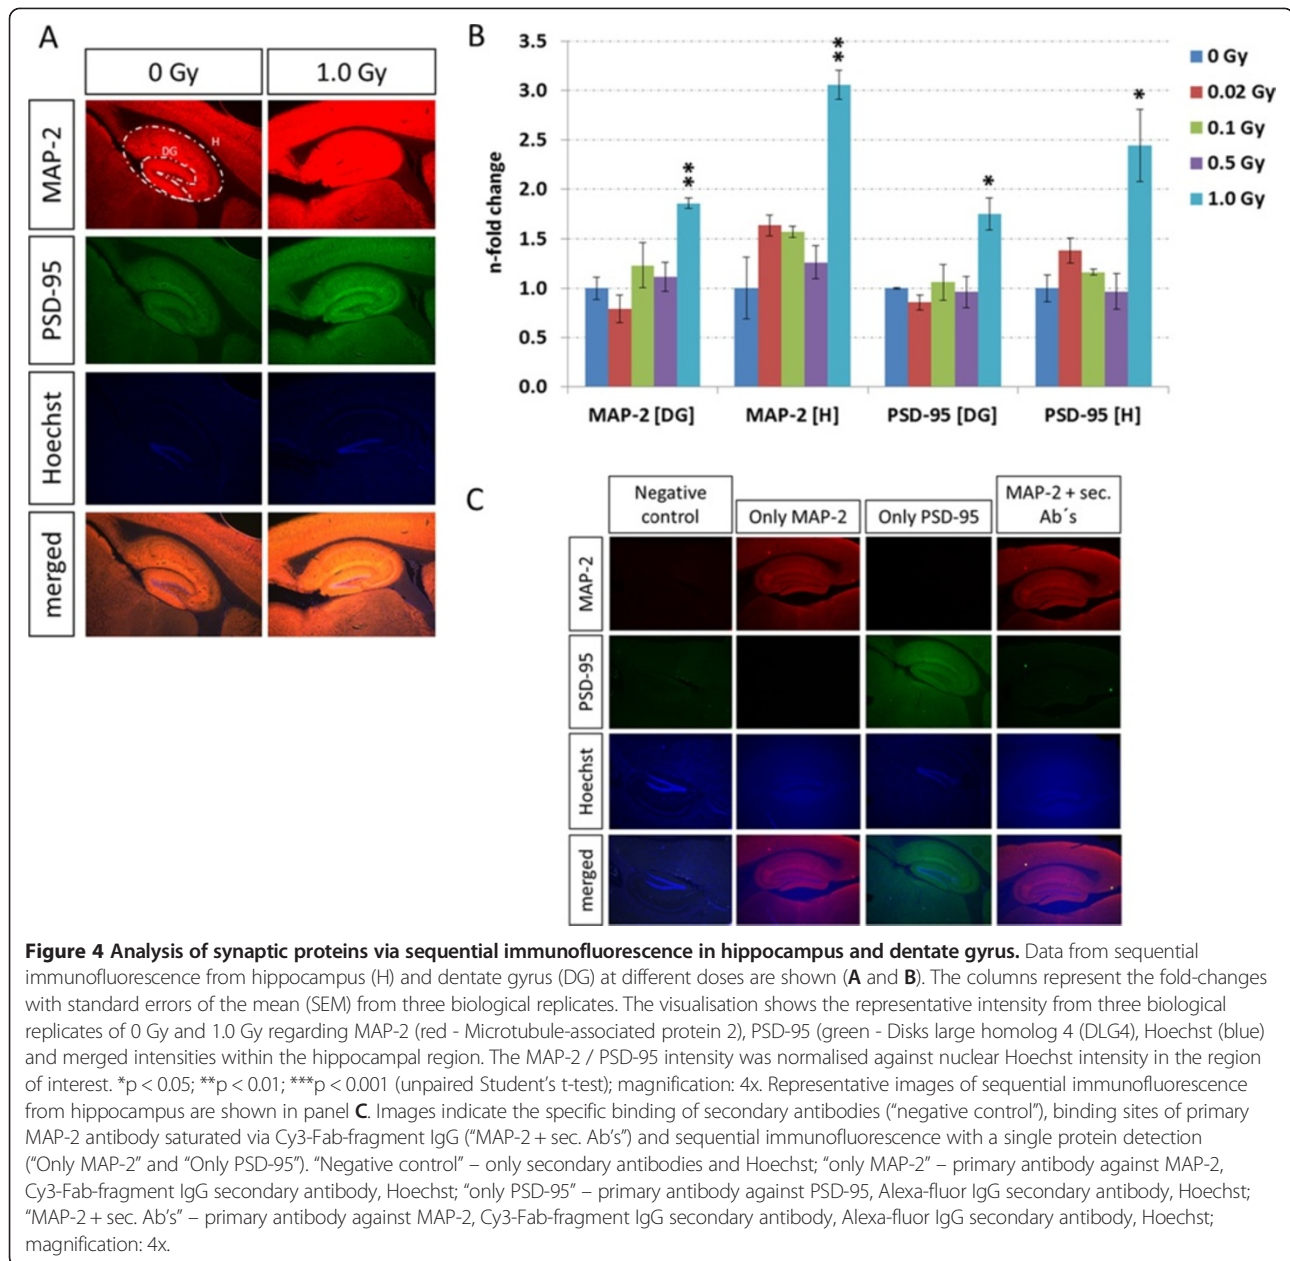 A
0 Gy
1.0 Gy
MAP-2
DG
H
PSD-95
Hoechst
merged
B
n-fold change
3.5
3.0
2.5
2.0
1.5
1.0
0.5
0.0
**
**
*
*
MAP-2 [DG]
MAP-2 [H]
PSD-95 [DG]
PSD-95 [H]
0 Gy
0.02 Gy
0.1 Gy
0.5 Gy
1.0 Gy
C
Negative
control
Only MAP-2
Only PSD-95
MAP-2 + sec.
Ab´s
MAP-2
PSD-95
Hoechst
merged
Figure 4 Analysis of synaptic proteins via sequential immunofluorescence in hippocampus and dentate gyrus. Data from sequential
immunofluorescence from hippocampus (H) and dentate gyrus (DG) at different doses are shown (A and B). The columns represent the fold-changes
with standard errors of the mean (SEM) from three biological replicates. The visualisation shows the representative intensity from three biological
replicates of 0 Gy and 1.0 Gy regarding MAP-2 (red - Microtubule-associated protein 2), PSD-95 (green - Disks large homolog 4 (DLG4), Hoechst (blue)
and merged intensities within the hippocampal region. The MAP-2 / PSD-95 intensity was normalised against nuclear Hoechst intensity in the region
of interest. *p < 0.05; **p < 0.01; ***p < 0.001 (unpaired Student’s t-test); magnification: 4x. Representative images of sequential immunofluorescence
from hippocampus are shown in panel C. Images indicate the specific binding of secondary antibodies (“negative control”), binding sites of primary
MAP-2 antibody saturated via Cy3-Fab-fragment IgG (“MAP-2 + sec. Ab’s”) and sequential immunofluorescence with a single protein detection
(“Only MAP-2” and “Only PSD-95”). “Negative control” – only secondary antibodies and Hoechst; “only MAP-2” – primary antibody against MAP-2,
Cy3-Fab-fragment IgG secondary antibody, Hoechst; “only PSD-95” – primary antibody against PSD-95, Alexa-fluor IgG secondary antibody, Hoechst;
“MAP-2 + sec. Ab’s” – primary antibody against MAP-2, Cy3-Fab-fragment IgG secondary antibody, Alexa-fluor IgG secondary antibody, Hoechst;
magnification: 4x.